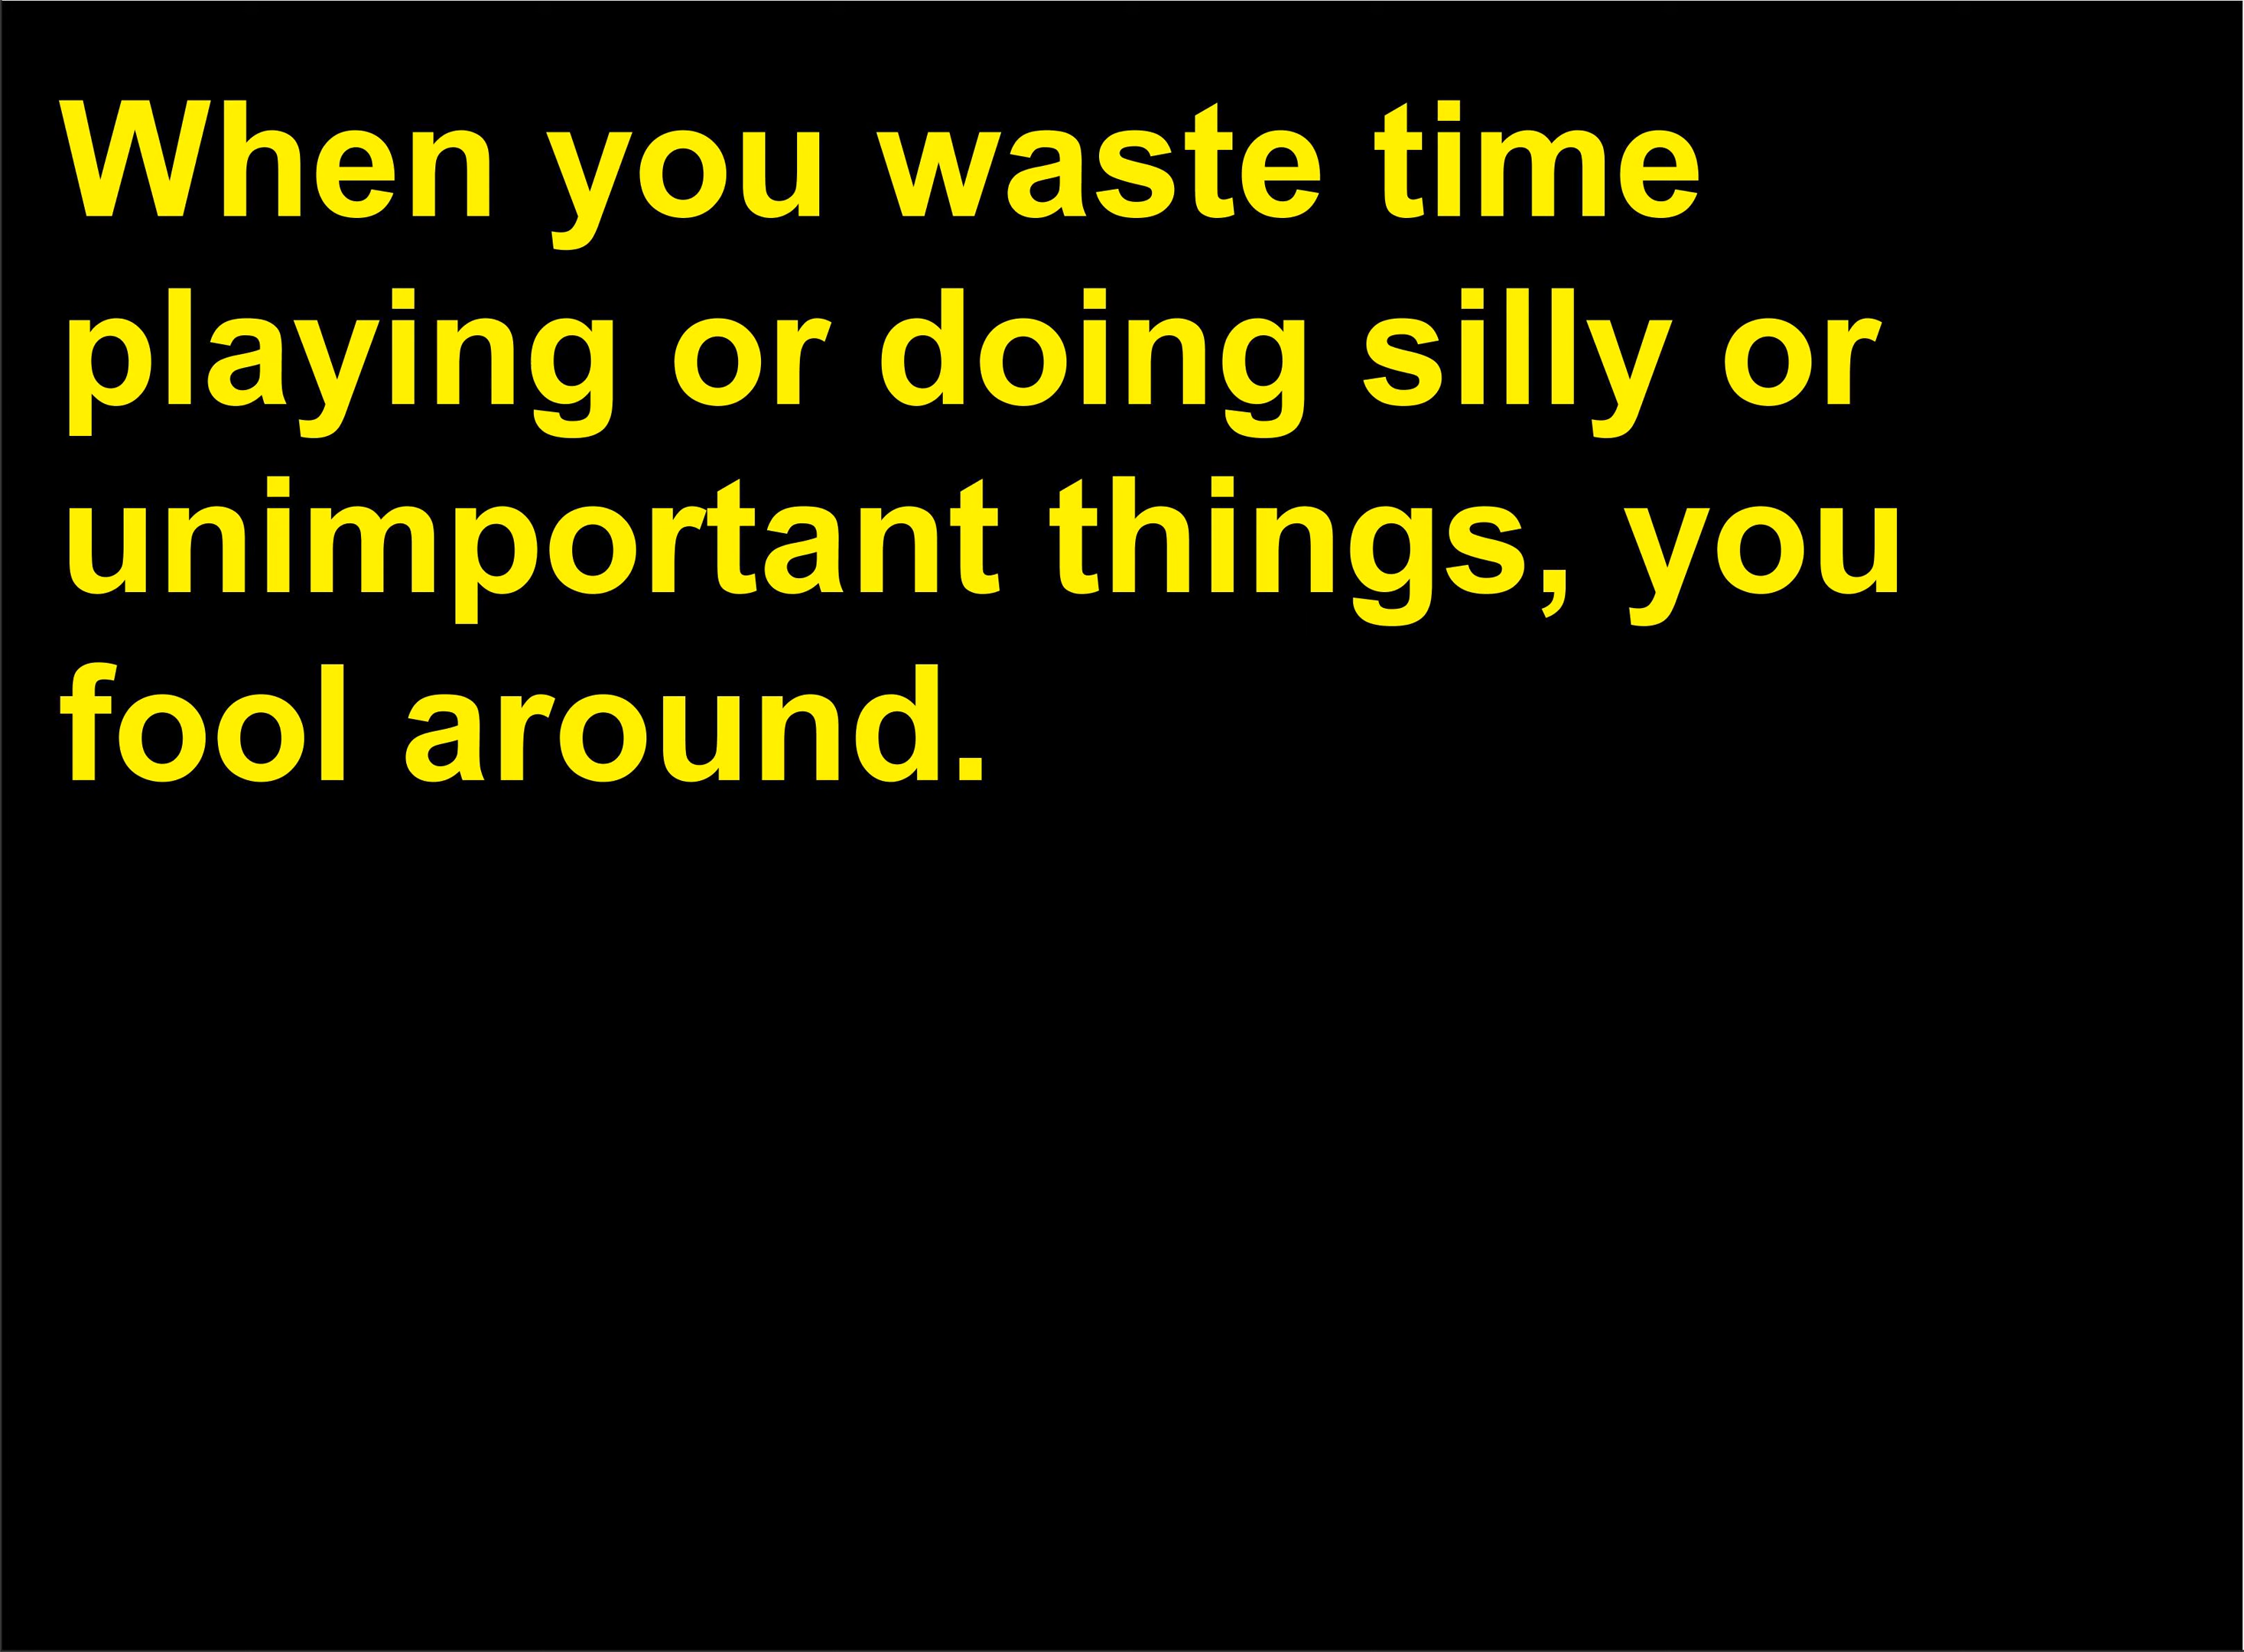 When you waste time
playing or doing silly or
unimportant things, you
fool around.